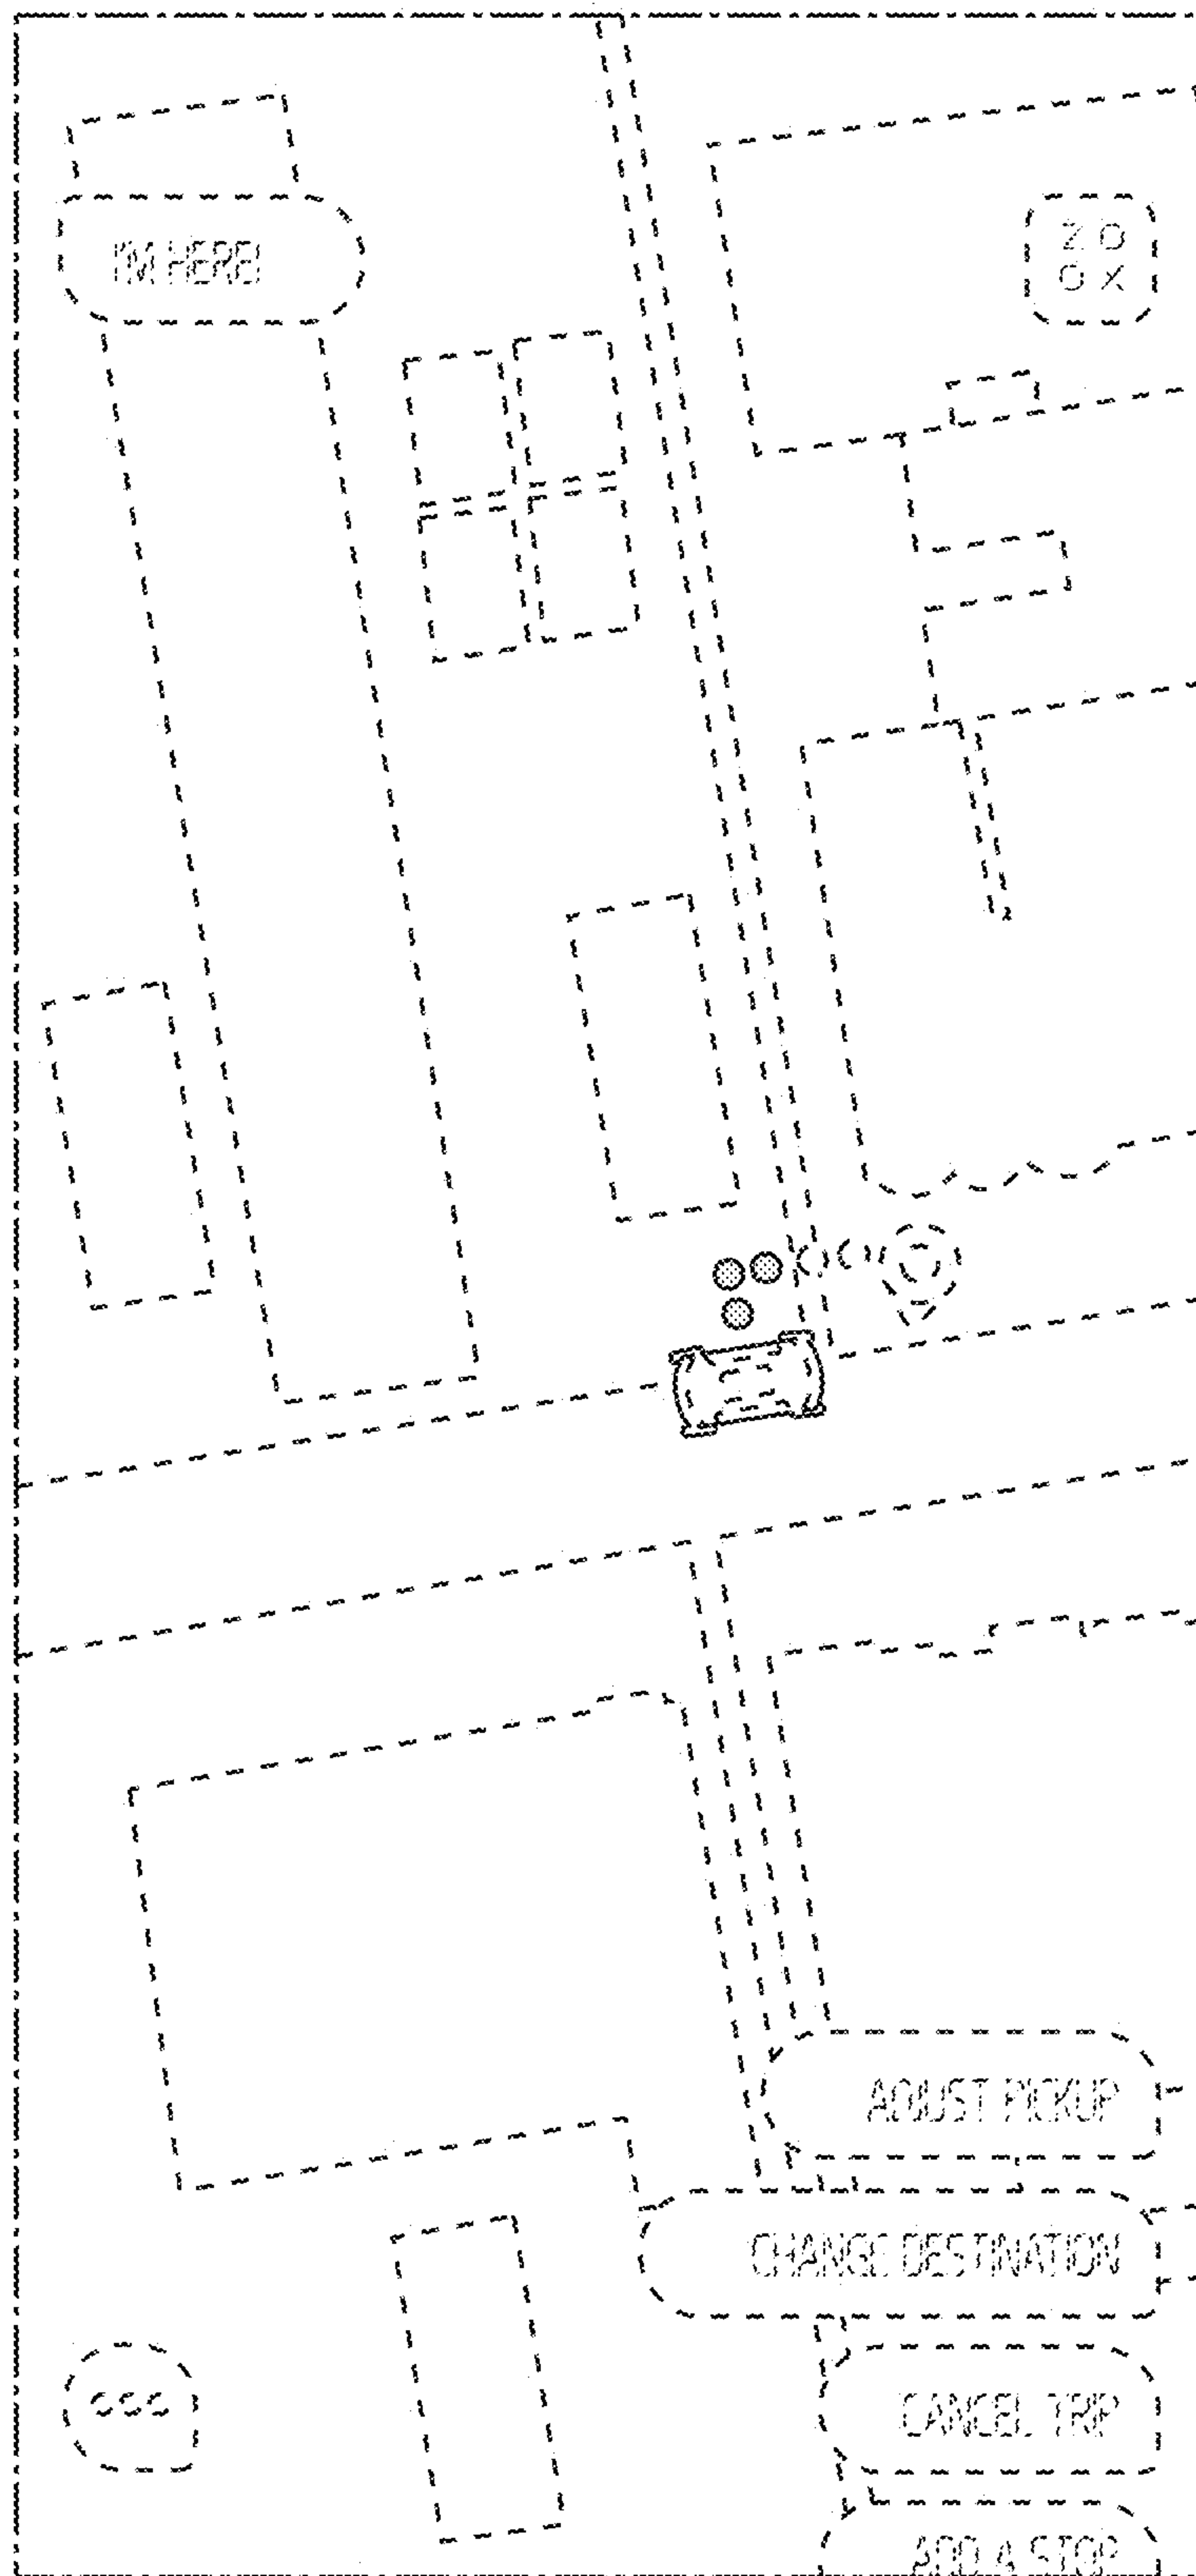 I'M HERE!
Z O
O X
ADJUST PICKUP
CHANGE DESTINATION
CANCEL TRIP
ADD A STOP